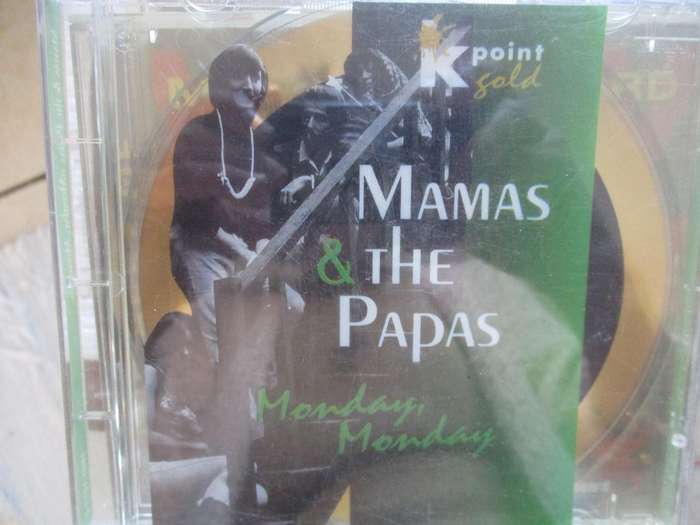 K point
gold
MAMAS
& THE
PAPAS
Monday,
Monday